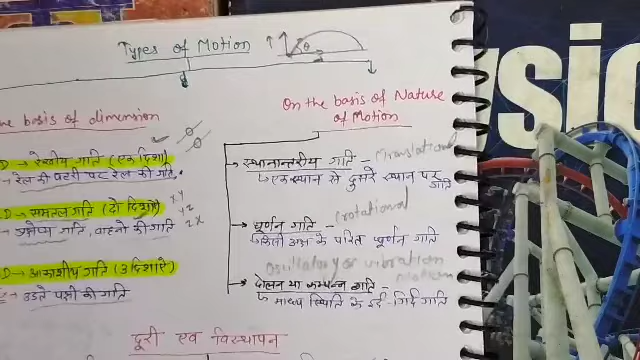 Types of Motion
θ
the basis of dimension
On the basis of Nature
of Motion
D → रेखीय गति (एक दिशा)
रेल की पटरी पर रेल की गति
D → समतल गति (दो दिशाएं)
xy
yz
zx
प्रक्षेप्य गति, वाहनों की गति
D → आकाशीय गति (3 दिशाएं)
उड़ते पक्षी की गति
→ स्थानान्तरीय गति - Translational
एक स्थान से दुसरे स्थान पर
जाति
→ घूर्णन गति - (rotational
किसी अक्ष के परित घूर्णन गति
Oscillatory or vibration
motion
→ दोलन या कम्पन्न गति -
माध्य स्थिति के इर्द-गिर्द गति
दूरी एव विस्थापन
ysic